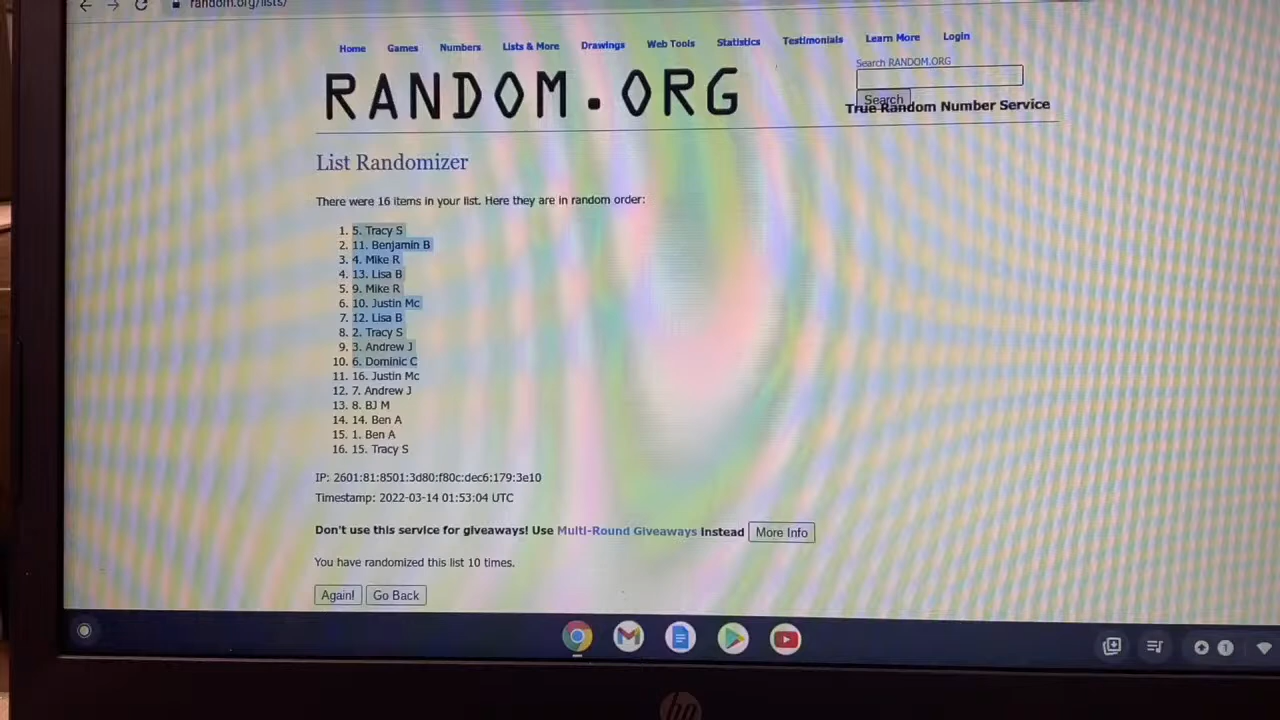 random.org/lists/
Home Games Numbers Lists & More Drawings Web Tools Statistics Testimonials Learn More Login
Search RANDOM.ORG
RANDOM.ORG
Search
True Random Number Service
List Randomizer
There were 16 items in your list. Here they are in random order:
1. 5. Tracy S
2. 11. Benjamin B
3. 4. Mike R
4. 13. Lisa B
5. 9. Mike R
6. 10. Justin Mc
7. 12. Lisa B
8. 2. Tracy S
9. 3. Andrew J
10. 6. Dominic C
11. 16. Justin Mc
12. 7. Andrew J
13. 8. BJ M
14. 14. Ben A
15. 1. Ben A
16. 15. Tracy S
IP: 2601:81:8501:3d80:f80c:dec6:179:3e10
Timestamp: 2022-03-14 01:53:04 UTC
Don't use this service for giveaways! Use Multi-Round Giveaways instead More Info
You have randomized this list 10 times.
Again! Go Back
1
hp